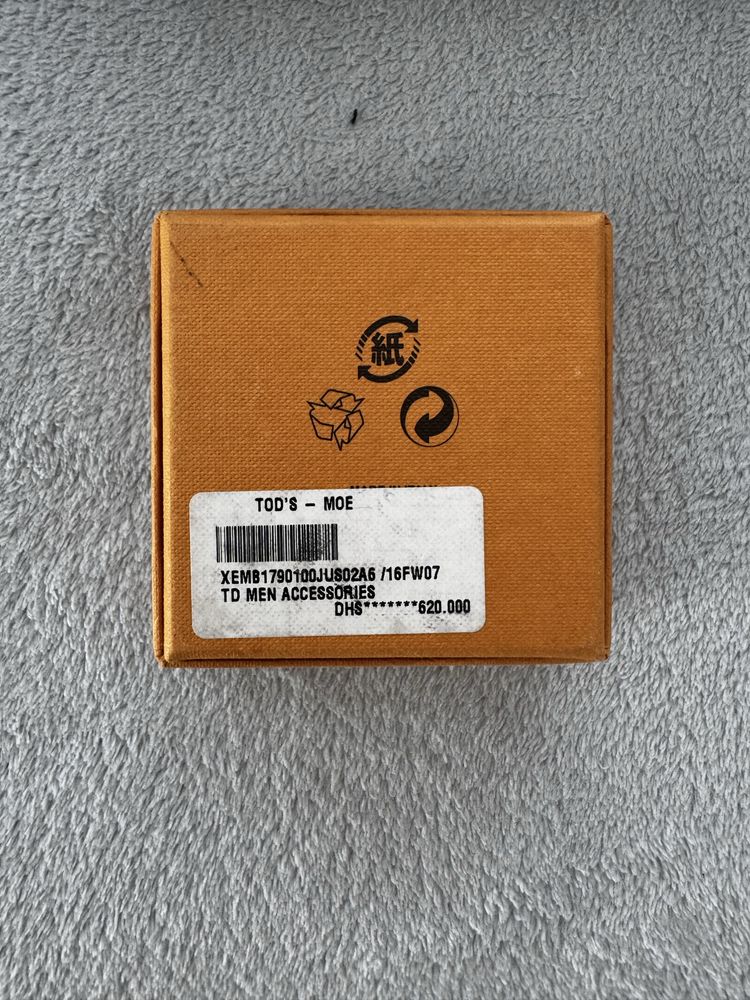 紙
TOD'S – MOE
XEMB1790100JUS02A6 /16FW07
TD MEN ACCESSORIES
DHS*******620.000